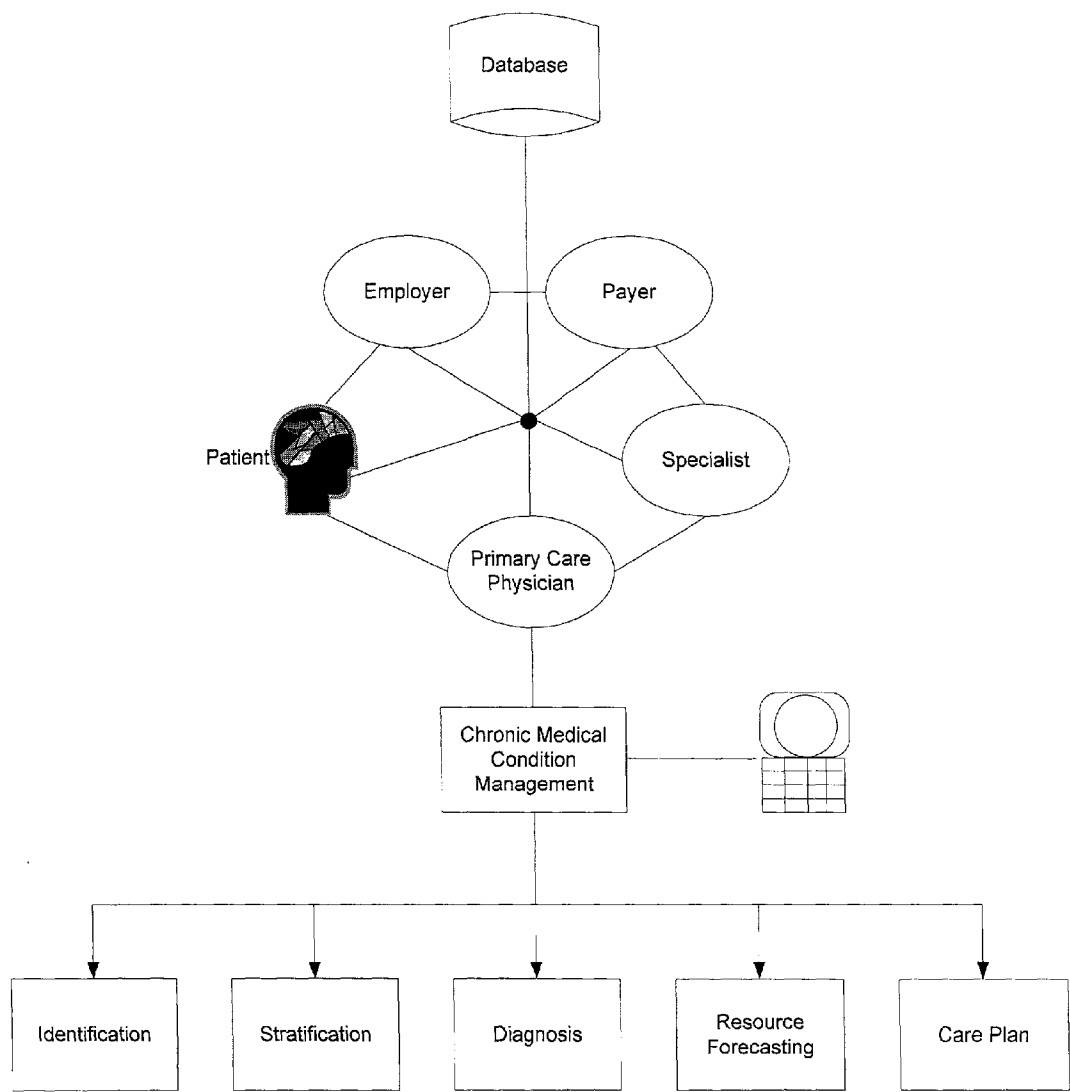 Database
Employer
Payer
Patient
Specialist
Primary Care
Physician
Chronic Medical
Condition
Management
Identification
Stratification
Diagnosis
Resource
Forecasting
Care Plan